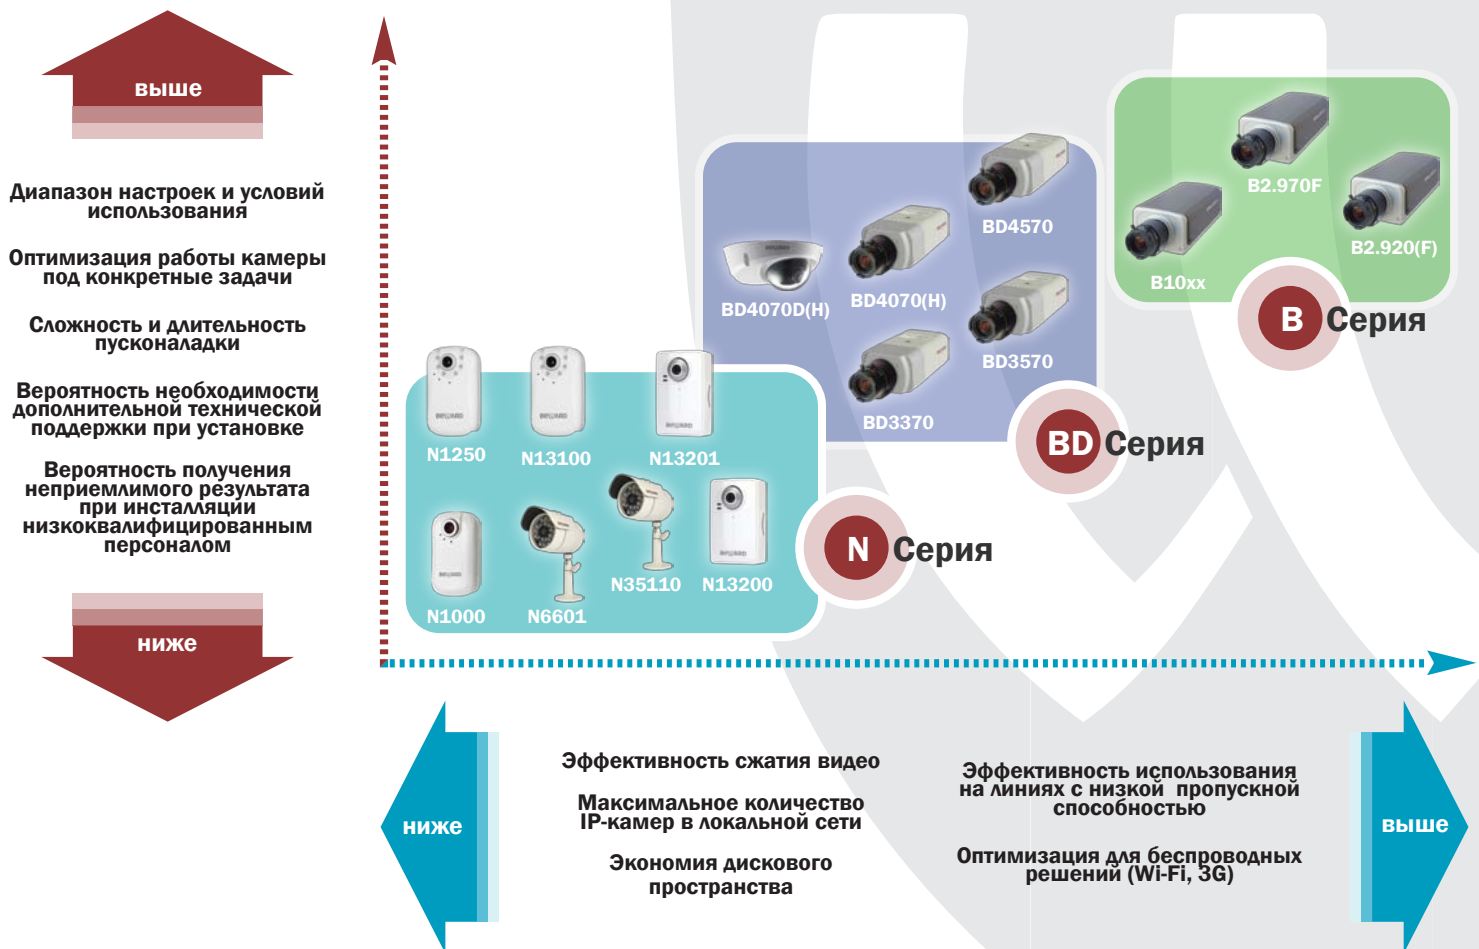 выше
Диапазон настроек и условий
использования
Оптимизация работы камеры
под конкретные задачи
Сложность и длительность
пусконаладки
Вероятность необходимости
дополнительной технической
поддержки при установке
Вероятность получения
неприемлимого результата
при инсталляции
низкоквалифицированным
персоналом
ниже
B2.970F
B2.920(F)
B10xx
B Серия
BD4570
BD4070D(H)
BD4070(H)
BD3570
BD3370
BD Серия
N1250
N13100
N13201
N1000
N6601
N35110
N13200
N Серия
ниже
Эффективность сжатия видео
Максимальное количество
IP-камер в локальной сети
Экономия дискового
пространства
Эффективность использования
на линиях с низкой пропускной
способностью
Оптимизация для беспроводных
решений (Wi-Fi, 3G)
выше